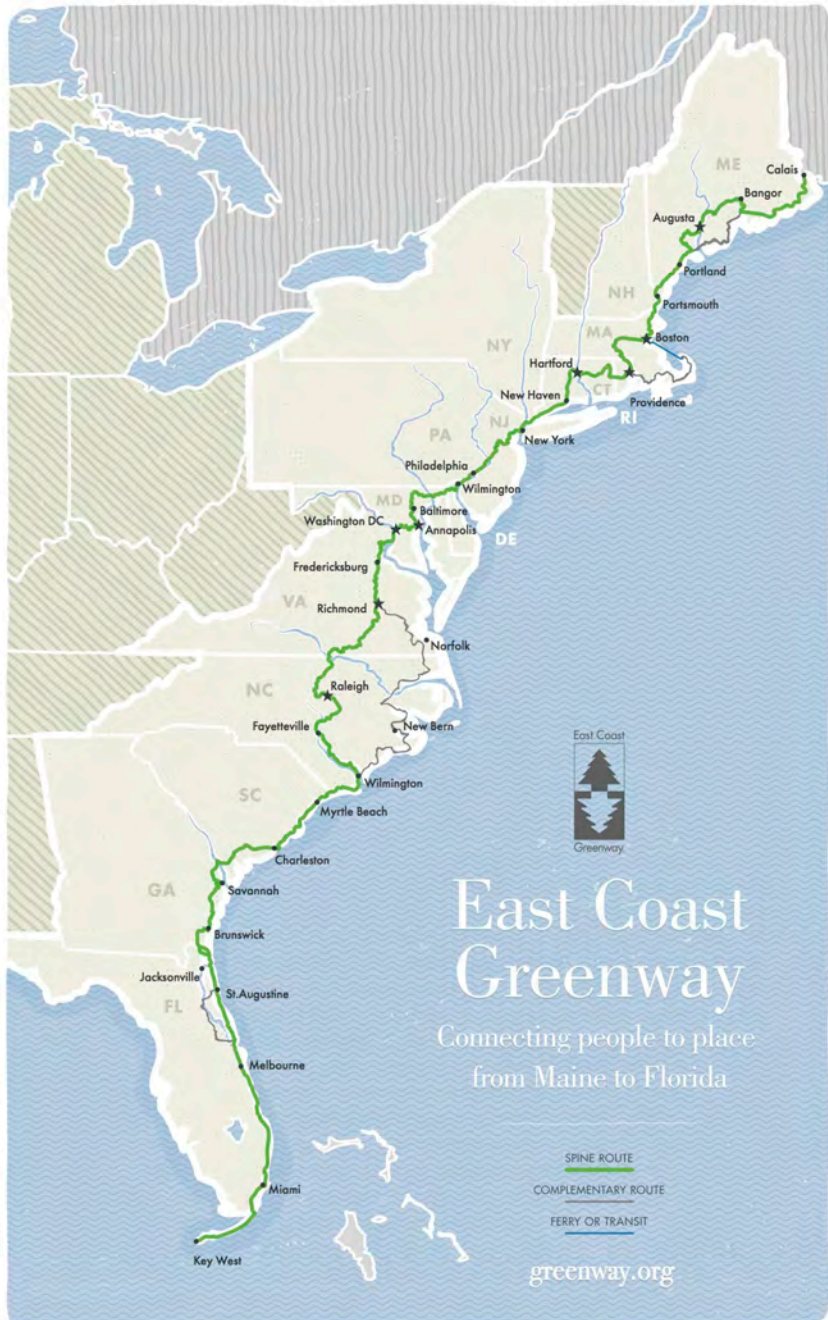 ME
Calais
Bangor
Augusta
Portland
NH
Portsmouth
MA
Boston
NY
Hartford
CT
New Haven
Providence
RI
NJ
New York
PA
Philadelphia
Wilmington
MD
Baltimore
Washington DC
Annapolis
DE
Fredericksburg
VA
Richmond
Norfolk
NC
Raleigh
Fayetteville
New Bern
Wilmington
SC
Myrtle Beach
Charleston
GA
Savannah
Brunswick
Jacksonville
St.Augustine
FL
Melbourne
Miami
Key West
East Coast
Greenway
East Coast
Greenway
Connecting people to place
from Maine to Florida
SPINE ROUTE
COMPLEMENTARY ROUTE
FERRY OR TRANSIT
greenway.org